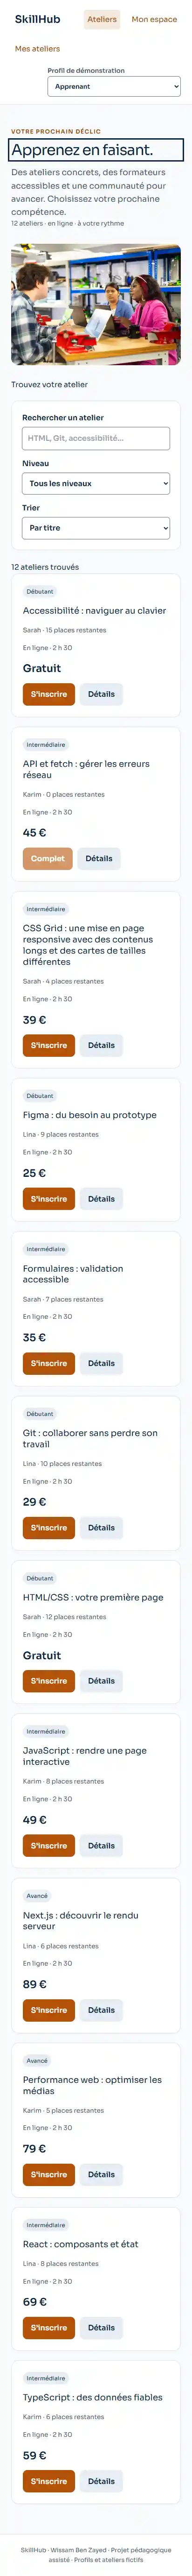 SkillHub
Ateliers
Mon espace
Mes ateliers
Profil de démonstration
Apprenant
VOTRE PROCHAIN DÉCLIC
Apprenez en faisant.
Des ateliers concrets, des formateurs
accessibles et une communauté pour
avancer. Choisissez votre prochaine
compétence.
12 ateliers · en ligne · à votre rythme
Trouvez votre atelier
Rechercher un atelier
HTML, Git, accessibilité...
Niveau
Tous les niveaux
Trier
Par titre
12 ateliers trouvés
Débutant
Accessibilité : naviguer au clavier
Sarah · 15 places restantes
En ligne · 2 h 30
Gratuit
S'inscrire
Détails
Intermédiaire
API et fetch : gérer les erreurs
réseau
Karim · 0 places restantes
En ligne · 2 h 30
45 €
Complet
Détails
Intermédiaire
CSS Grid : une mise en page
responsive avec des contenus
longs et des cartes de tailles
différentes
Sarah · 4 places restantes
En ligne · 2 h 30
39 €
S'inscrire
Détails
Débutant
Figma : du besoin au prototype
Lina · 9 places restantes
En ligne · 2 h 30
25 €
S'inscrire
Détails
Intermédiaire
Formulaires : validation
accessible
Sarah · 7 places restantes
En ligne · 2 h 30
35 €
S'inscrire
Détails
Débutant
Git : collaborer sans perdre son
travail
Lina · 10 places restantes
En ligne · 2 h 30
29 €
S'inscrire
Détails
Débutant
HTML/CSS : votre première page
Sarah · 12 places restantes
En ligne · 2 h 30
Gratuit
S'inscrire
Détails
Intermédiaire
JavaScript : rendre une page
interactive
Karim · 8 places restantes
En ligne · 2 h 30
49 €
S'inscrire
Détails
Avancé
Next.js : découvrir le rendu
serveur
Lina · 6 places restantes
En ligne · 2 h 30
89 €
S'inscrire
Détails
Avancé
Performance web : optimiser les
médias
Karim · 5 places restantes
En ligne · 2 h 30
79 €
S'inscrire
Détails
Intermédiaire
React : composants et état
Lina · 8 places restantes
En ligne · 2 h 30
69 €
S'inscrire
Détails
Intermédiaire
TypeScript : des données fiables
Karim · 6 places restantes
En ligne · 2 h 30
59 €
S'inscrire
Détails
SkillHub · Wissam Ben Zayed · Projet pédagogique
assisté · Profils et ateliers fictifs